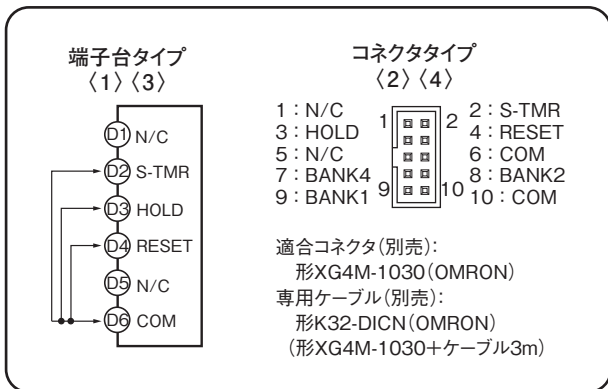 端子台タイプ
〈1〉〈3〉
D1 N/C
D2 S-TMR
D3 HOLD
D4 RESET
D5 N/C
D6 COM
コネクタタイプ
〈2〉〈4〉
1：N/C
3：HOLD
5：N/C
7：BANK4
9：BANK1
1 2
9 10
2：S-TMR
4：RESET
6：COM
8：BANK2
10：COM
適合コネクタ(別売)：
形XG4M-1030(OMRON)
専用ケーブル(別売)：
形K32-DICN(OMRON)
(形XG4M-1030＋ケーブル3m)